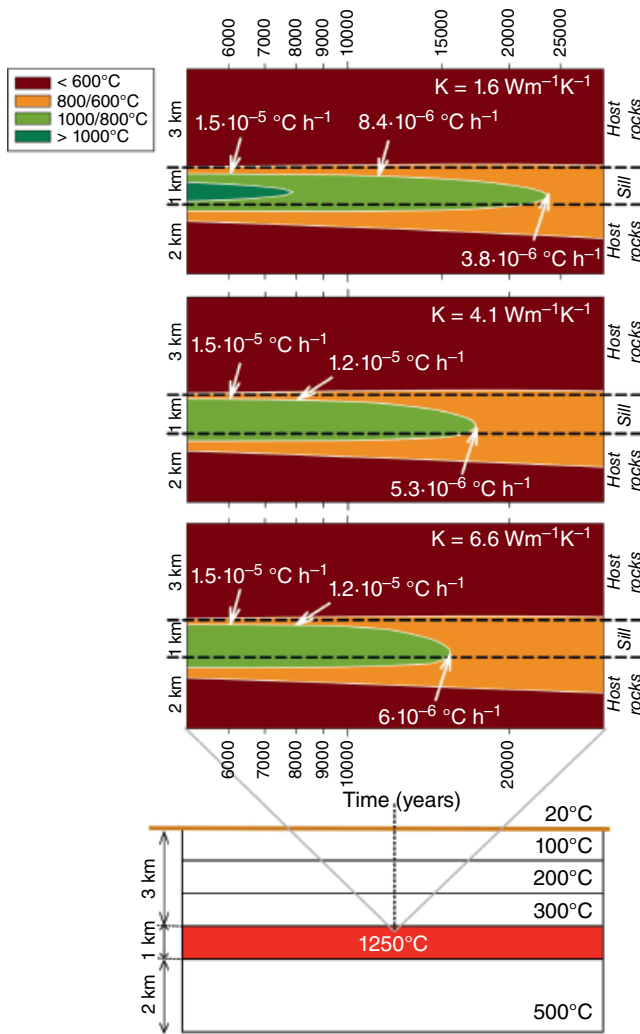 6000 7000 8000 10000 15000 20000 25000
< 600°C
800/600°C
1000/800°C
> 1000°C
K = 1.6 Wm⁻¹K⁻¹
1.5·10⁻⁵ °C h⁻¹
8.4·10⁻⁶ °C h⁻¹
3.8·10⁻⁶ °C h⁻¹
3 km
1 km
2 km
Host rocks
Sill
Host rocks
K = 4.1 Wm⁻¹K⁻¹
1.5·10⁻⁵ °C h⁻¹
1.2·10⁻⁵ °C h⁻¹
5.3·10⁻⁶ °C h⁻¹
3 km
1 km
2 km
Host rocks
Sill
Host rocks
K = 6.6 Wm⁻¹K⁻¹
1.5·10⁻⁵ °C h⁻¹
1.2·10⁻⁵ °C h⁻¹
6·10⁻⁶ °C h⁻¹
3 km
1 km
2 km
Host rocks
Sill
Host rocks
6000 7000 8000 9000 10000 20000
Time (years)
20°C
100°C
200°C
300°C
1250°C
500°C
3 km
1 km
2 km